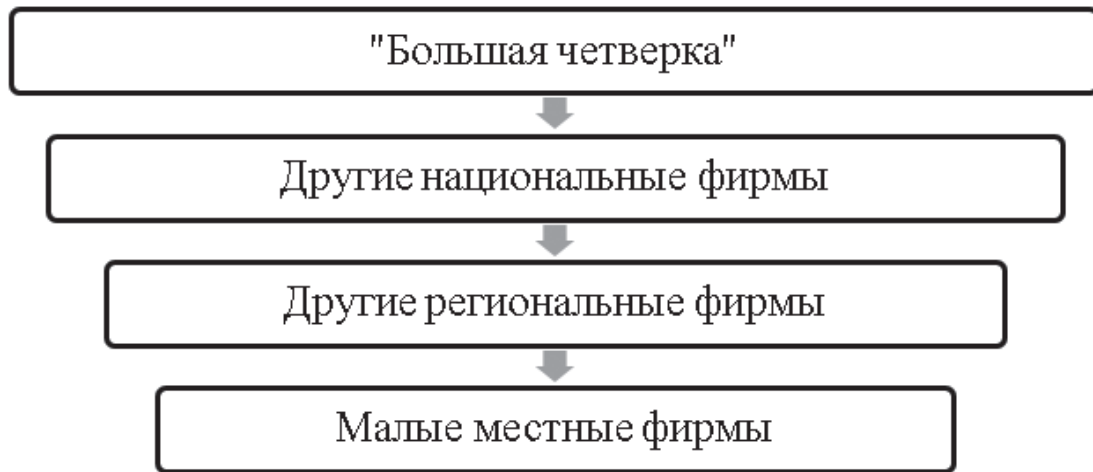 "Большая четверка"
Другие национальные фирмы
Другие региональные фирмы
Малые местные фирмы